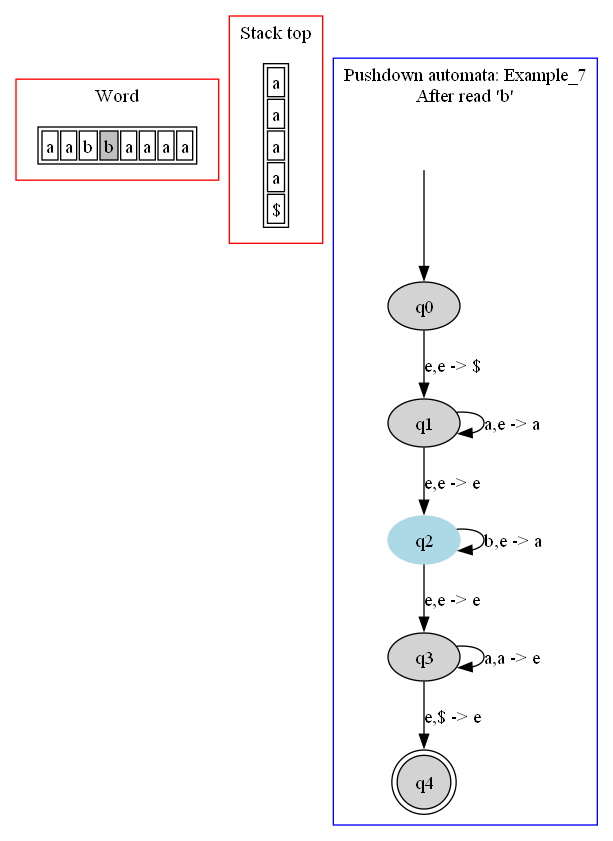 Word
a a b b a a a a
Stack top
a
a
a
a
$
Pushdown automata: Example_7
After read 'b'
q0
e,e -> $
q1
a,e -> a
e,e -> e
q2
b,e -> a
e,e -> e
q3
a,a -> e
e,$ -> e
q4